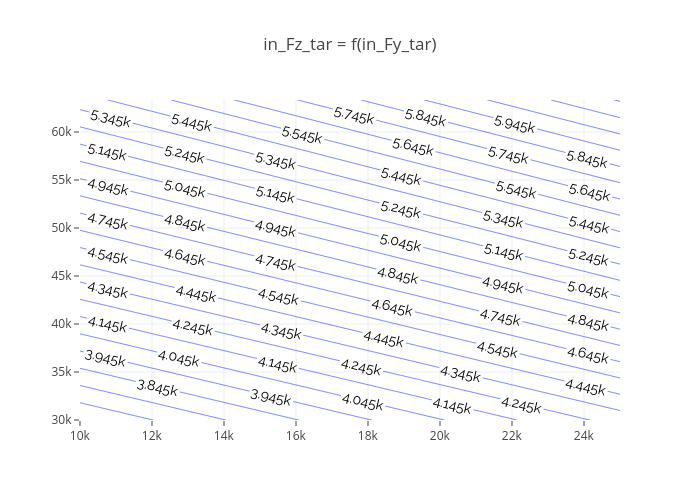 in_Fz_tar = f(in_Fy_tar)
5.745k 5.845k 5.945k
5.345k 5.445k 5.545k 5.645k 5.745k 5.845k
5.145k 5.245k 5.345k 5.445k 5.545k 5.645k
4.945k 5.045k 5.145k 5.245k 5.345k 5.445k
4.745k 4.845k 4.945k 5.045k 5.145k 5.245k
4.545k 4.645k 4.745k 4.845k 4.945k 5.045k
4.345k 4.445k 4.545k 4.645k 4.745k 4.845k
4.145k 4.245k 4.345k 4.445k 4.545k 4.645k
3.945k 4.045k 4.145k 4.245k 4.345k 4.445k
3.845k 3.945k 4.045k 4.145k 4.245k
60k
55k
50k
45k
40k
35k
30k
10k 12k 14k 16k 18k 20k 22k 24k